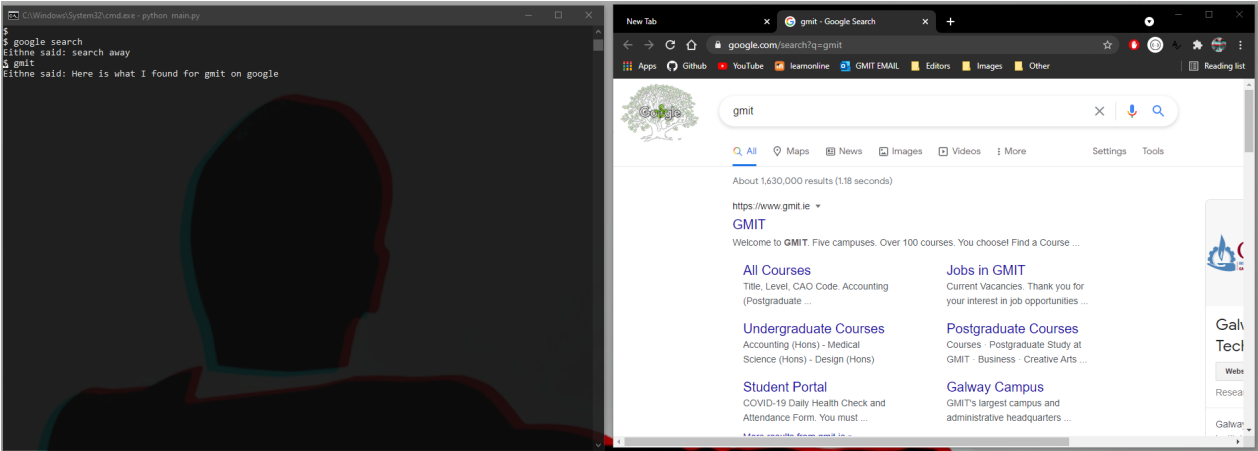 C:\Windows\System32\cmd.exe - python main.py
$
$ google search
Eithne said: search away
$ gmit
Eithne said: Here is what I found for gmit on google
New Tab
gmit - Google Search
google.com/search?q=gmit
Apps Github YouTube learnonline GMIT EMAIL Editors Images Other Reading list
Google
gmit
All Maps News Images Videos More Settings Tools
About 1,630,000 results (1.18 seconds)
https://www.gmit.ie
GMIT
Welcome to GMIT. Five campuses. Over 100 courses. You choose! Find a Course ...
All Courses
Title, Level, CAO Code. Accounting
(Postgraduate ...
Jobs in GMIT
Current Vacancies. Thank you for
your interest in job opportunities ...
Undergraduate Courses
Accounting (Hons) - Medical
Science (Hons) - Design (Hons)
Postgraduate Courses
Courses · Postgraduate Study at
GMIT · Business · Creative Arts ...
Student Portal
COVID-19 Daily Health Check and
Attendance Form. You must ...
Galway Campus
GMIT's largest campus and
administrative headquarters ...
More results from gmit.ie